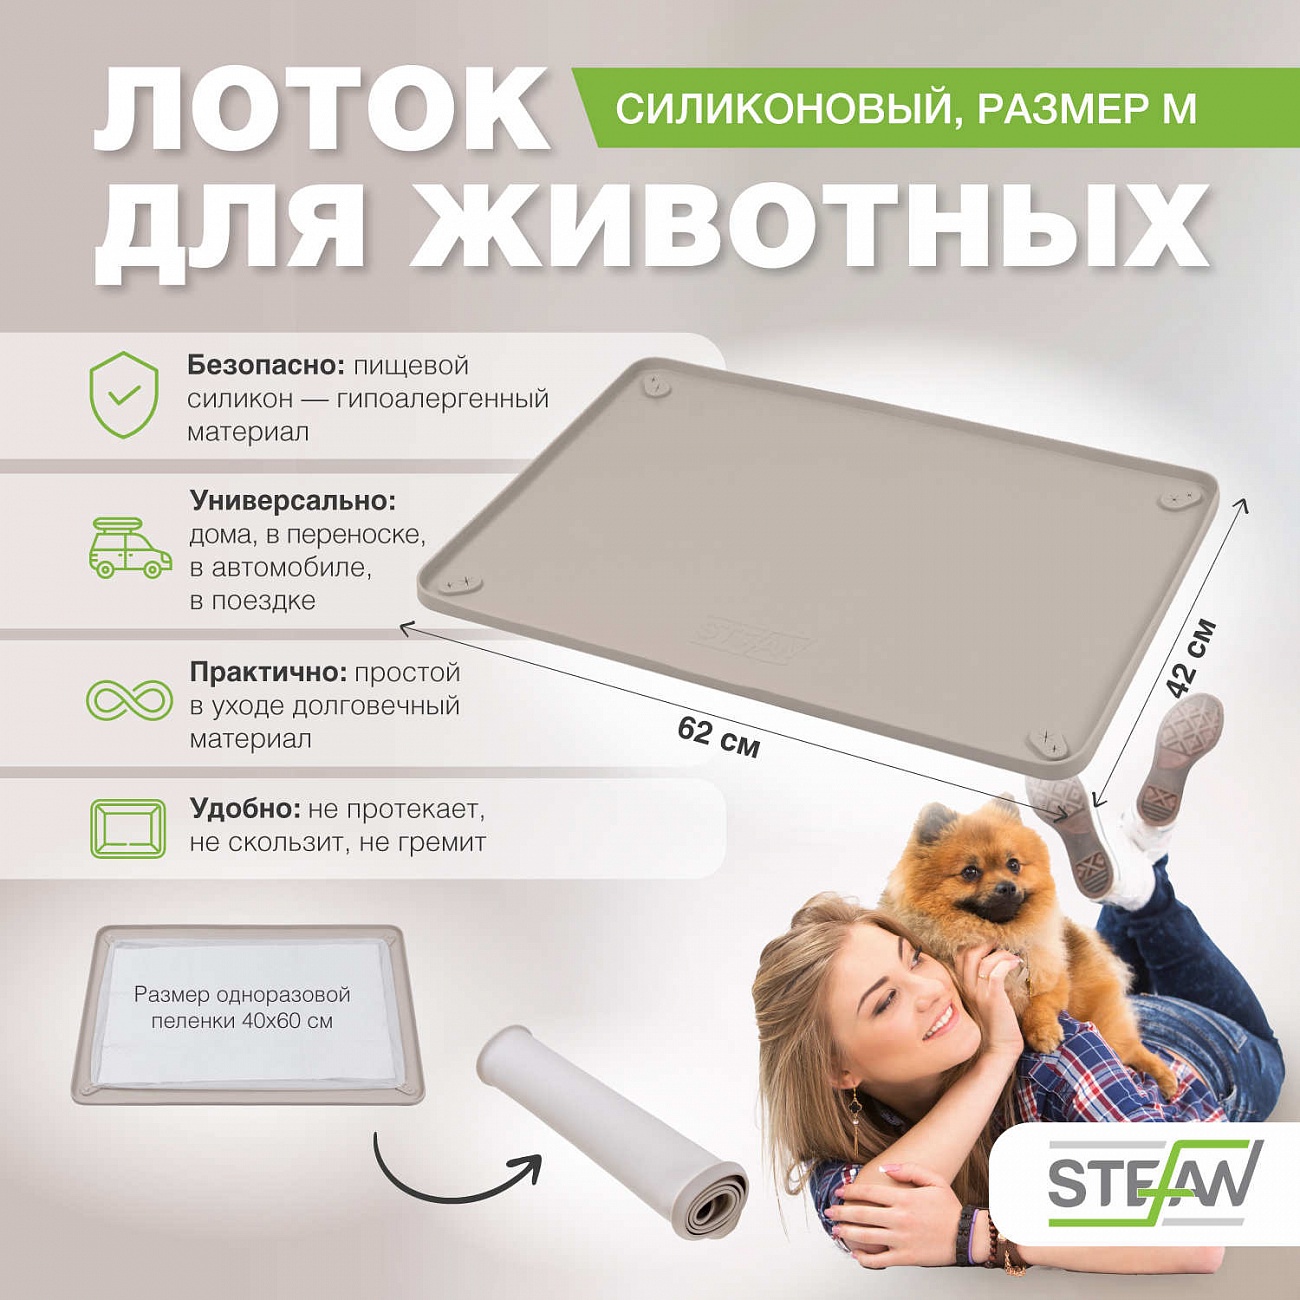 ЛОТОК
СИЛИКОНОВЫЙ, РАЗМЕР М
ДЛЯ ЖИВОТНЫХ
Безопасно: пищевой
силикон — гипоалергенный
материал
Универсально:
дома, в переноске,
в автомобиле,
в поездке
Практично: простой
в уходе долговечный
материал
Удобно: не протекает,
не скользит, не гремит
STEFAN
62 см
42 см
Размер одноразовой
пеленки 40х60 см
STEFAN